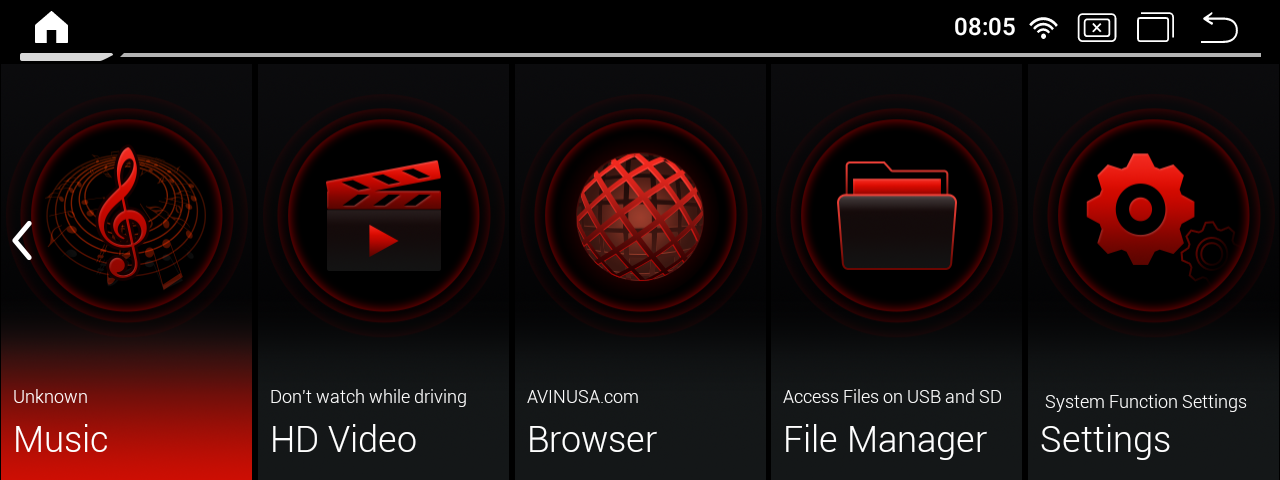 08:05
Unknown
Music
Don't watch while driving
HD Video
AVINUSA.com
Browser
Access Files on USB and SD
File Manager
System Function Settings
Settings